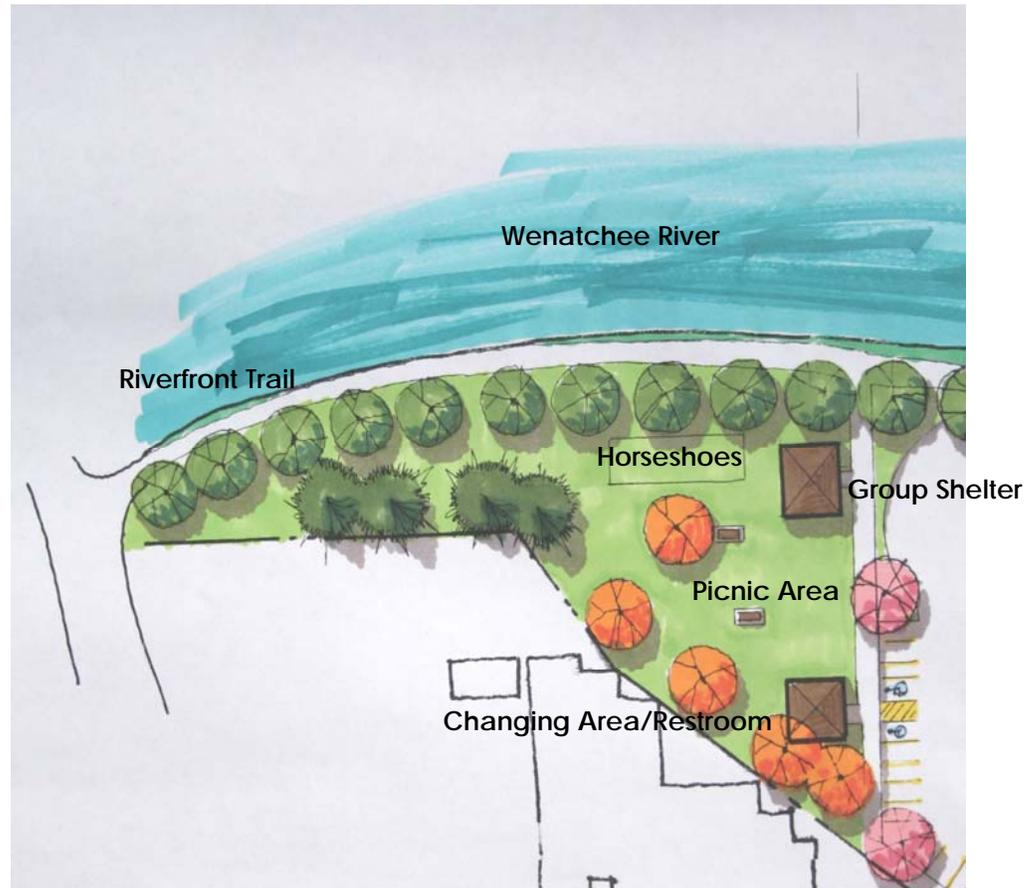 Wenatchee River
Riverfront Trail
Horseshoes
Group Shelter
Picnic Area
Changing Area/Restroom